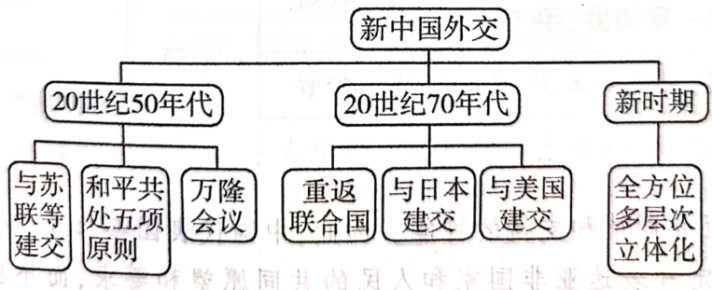 新中国外交
20世纪50年代
20世纪70年代
新时期
与苏
联等
建交
和平共
处五项
原则
万隆
会议
重返
联合国
与日本
建交
与美国
建交
全方位
多层次
立体化